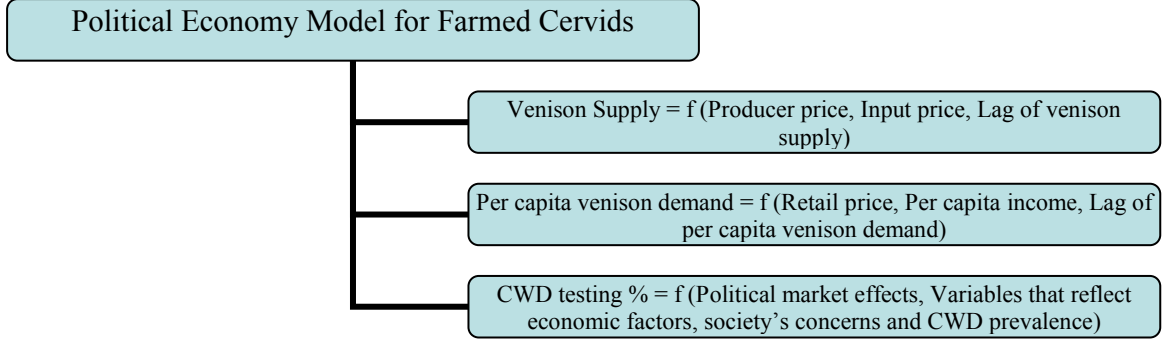 Political Economy Model for Farmed Cervids
Venison Supply = f (Producer price, Input price, Lag of venison
supply)
Per capita venison demand = f (Retail price, Per capita income, Lag of
per capita venison demand)
CWD testing % = f (Political market effects, Variables that reflect
economic factors, society’s concerns and CWD prevalence)